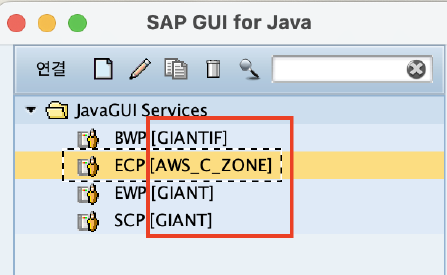 SAP GUI for Java
연결
JavaGUI Services
BWP [GIANTIF]
ECP [AWS_C_ZONE]
EWP [GIANT]
SCP [GIANT]